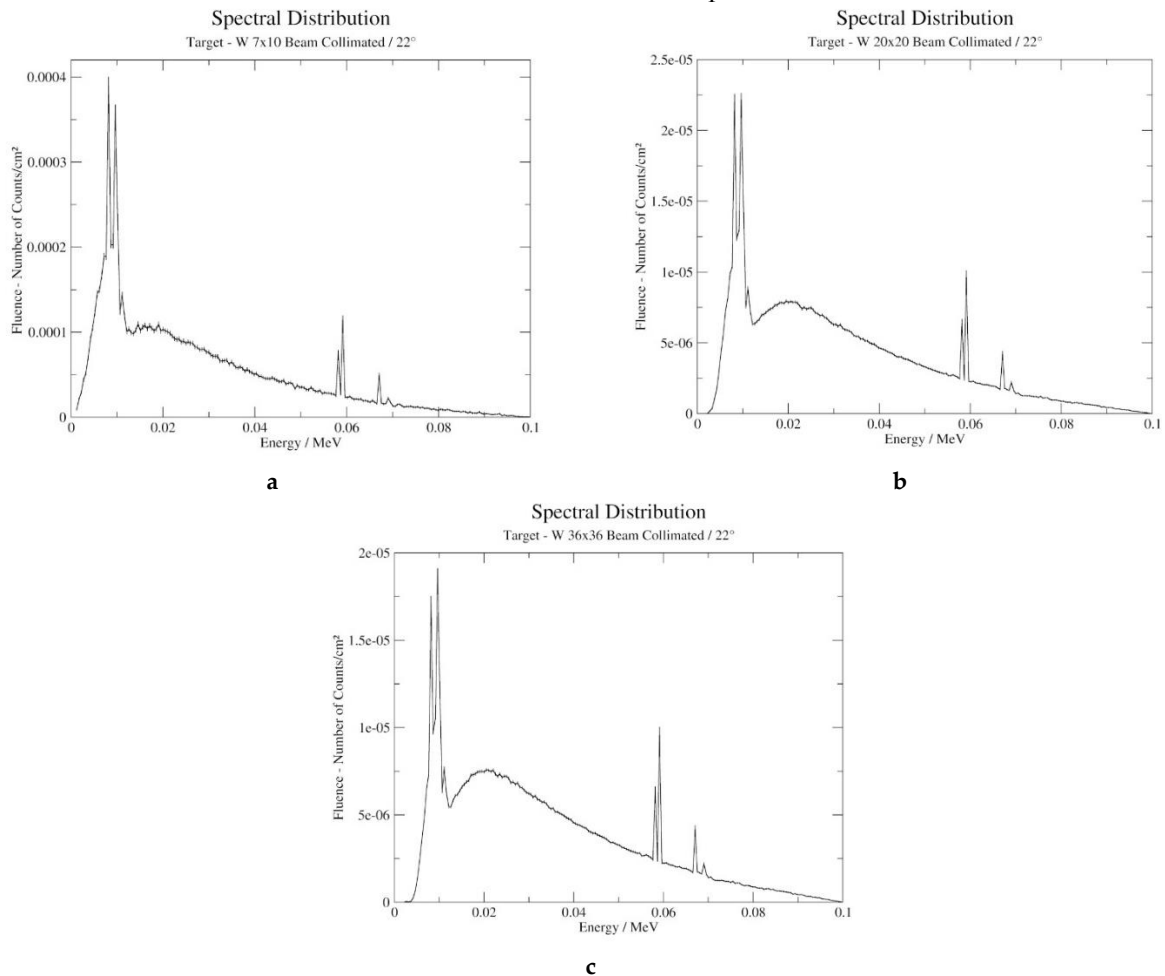 Spectral Distribution
Target - W 7x10 Beam Collimated / 22°
0.0004
0.0003
0.0002
0.0001
0
Fluence - Number of Counts/cm²
0
0.02
0.04
0.06
0.08
0.1
Energy / MeV
a
Spectral Distribution
Target - W 20x20 Beam Collimated / 22°
2.5e-05
2e-05
1.5e-05
1e-05
5e-06
0
Fluence - Number of Counts/cm²
0
0.02
0.04
0.06
0.08
0.1
Energy / MeV
b
Spectral Distribution
Target - W 36x36 Beam Collimated / 22°
2e-05
1.5e-05
1e-05
5e-06
0
Fluence - Number of Counts/cm²
0
0.02
0.04
0.06
0.08
0.1
Energy / MeV
c